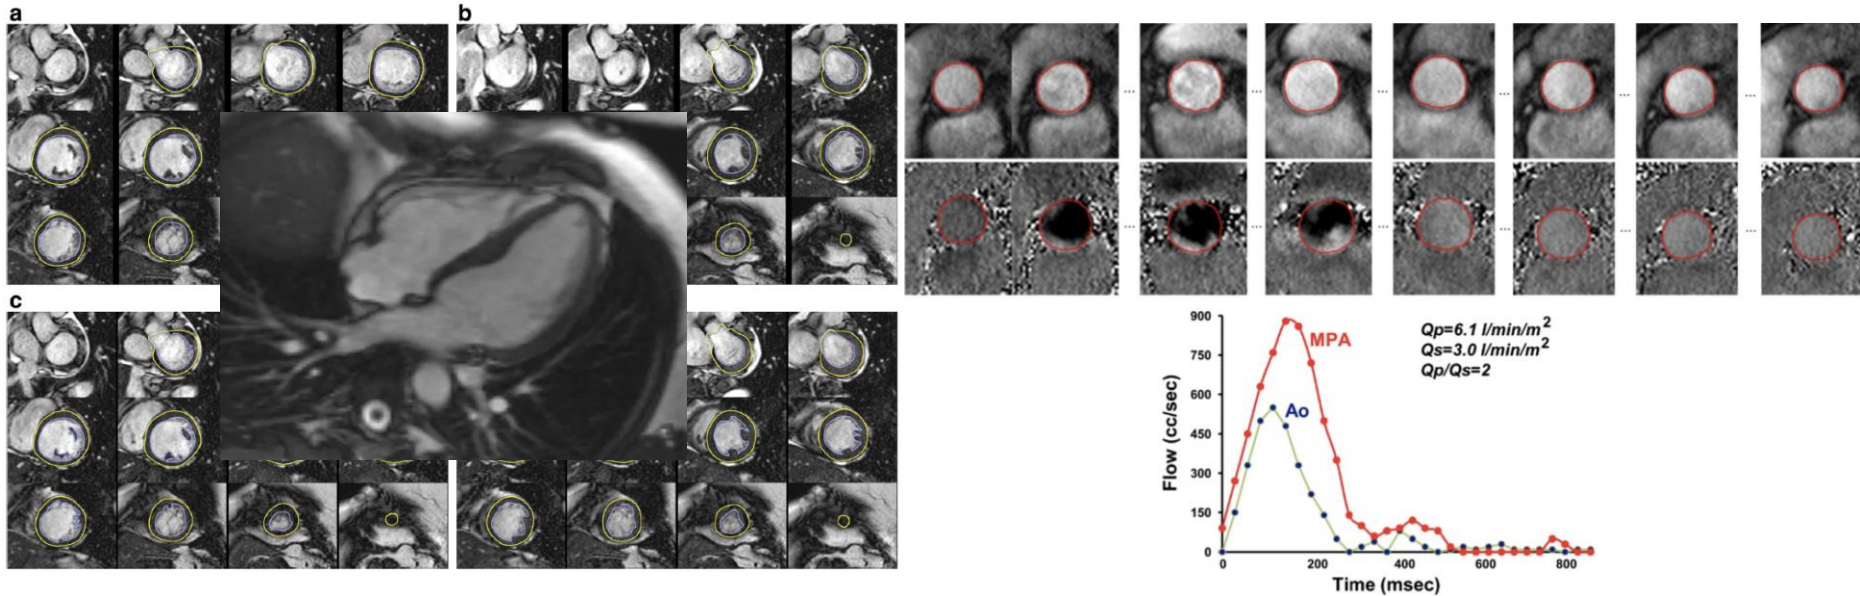 a
b
c
...
...
...
...
...
...
...
...
...
...
...
...
Qp=6.1 l/min/m2
Qs=3.0 l/min/m2
Qp/Qs=2
MPA
Ao
Flow (cc/sec)
900
750
600
450
300
150
0
0 200 400 600 800
Time (msec)